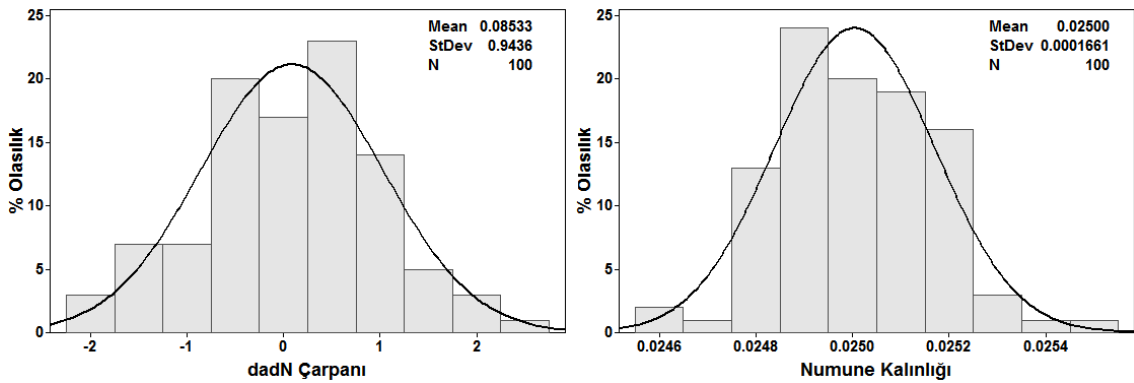 % Olasılık
25
20
15
10
5
0
Mean 0.08533
StDev 0.9436
N 100
-2 -1 0 1 2
dadN Çarpanı
% Olasılık
25
20
15
10
5
0
Mean 0.02500
StDev 0.0001661
N 100
0.0246 0.0248 0.0250 0.0252 0.0254
Numune Kalınlığı